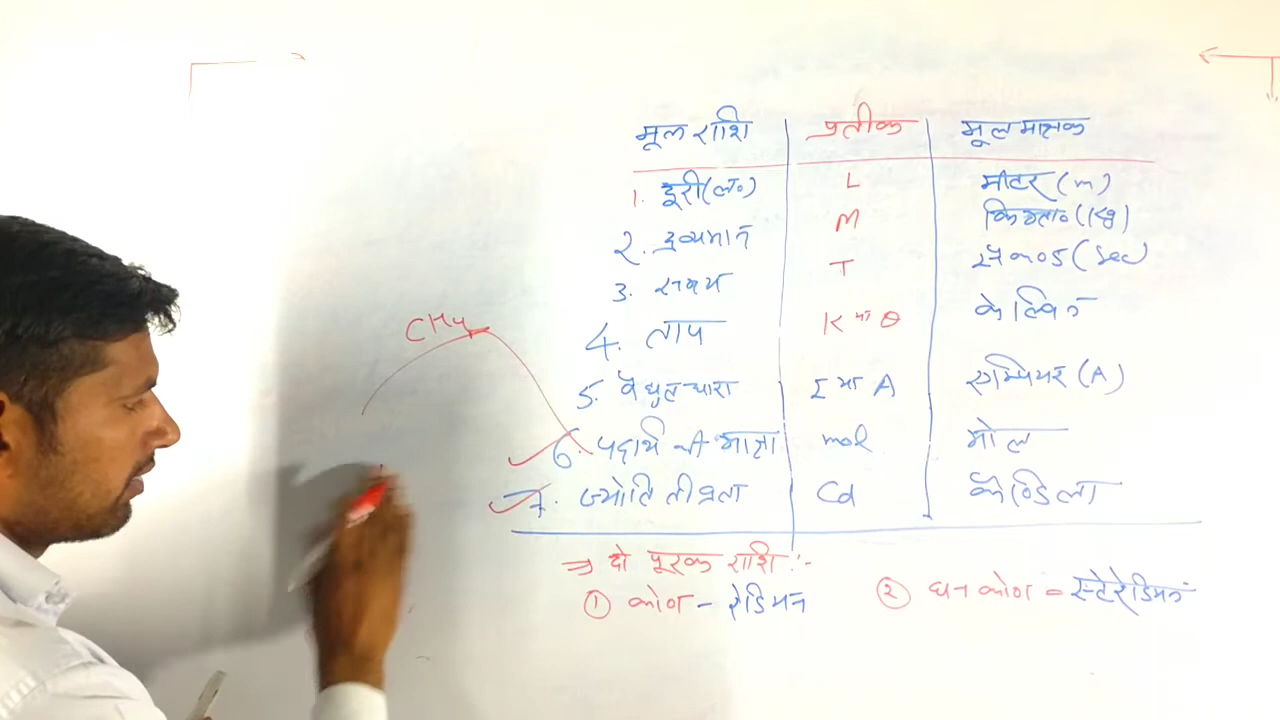 मूल राशि प्रतीक मूल मात्रक
1. दूरी(ल०) L मीटर (m)
2. द्रव्यमान M किग्रा० (Kg)
3. समय T सैकण्ड (sec)
4. ताप K या θ केल्विन
CH4
5. वैधुत धारा I या A एम्पियर (A)
6. पदार्थ की मात्रा mol मोल
7. ज्योति तीव्रता Cd कैण्डिला
⇒ दो पूरक राशि :-
① कोण - रेडियन ② घन कोण = स्टेरेडियन